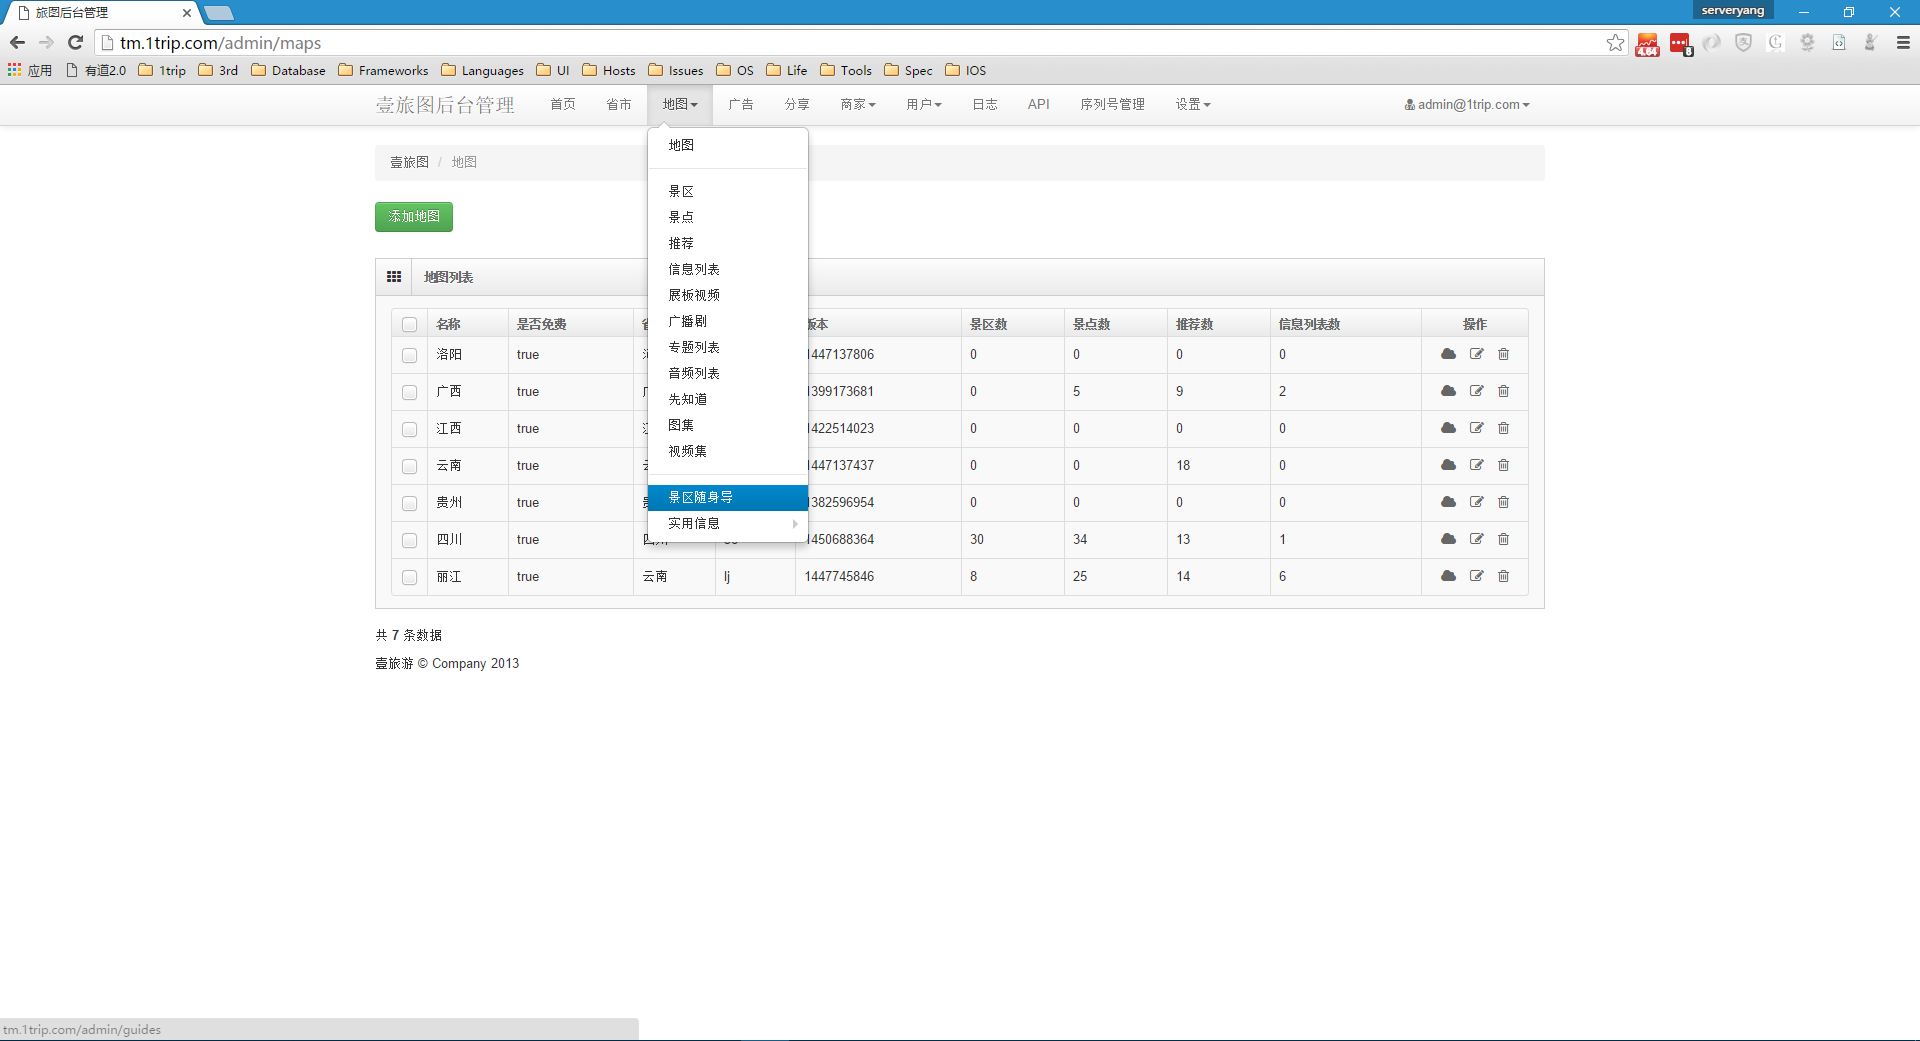 旅图后台管理
serveryang
tm.1trip.com/admin/maps
4.64
应用 有道2.0 1trip 3rd Database Frameworks Languages UI Hosts Issues OS Life Tools Spec IOS
壹旅图后台管理 首页 省市 地图 广告 分享 商家 用户 日志 API 序列号管理 设置 admin@1trip.com
壹旅图 / 地图
添加地图
地图
景区
景点
推荐
信息列表
展板视频
广播剧
专题列表
音频列表
先知道
图集
视频集
景区随身导
实用信息
地图列表
名称 是否免费 版本 景区数 景点数 推荐数 信息列表数 操作
洛阳 true 1447137806 0 0 0 0
广西 true 1399173681 0 5 9 2
江西 true 1422514023 0 0 0 0
云南 true 1447137437 0 0 18 0
贵州 true 1382596954 0 0 0 0
四川 true 四川 1450688364 30 34 13 1
丽江 true 云南 lj 1447745846 8 25 14 6
共 7 条数据
壹旅游 © Company 2013
tm.1trip.com/admin/guides